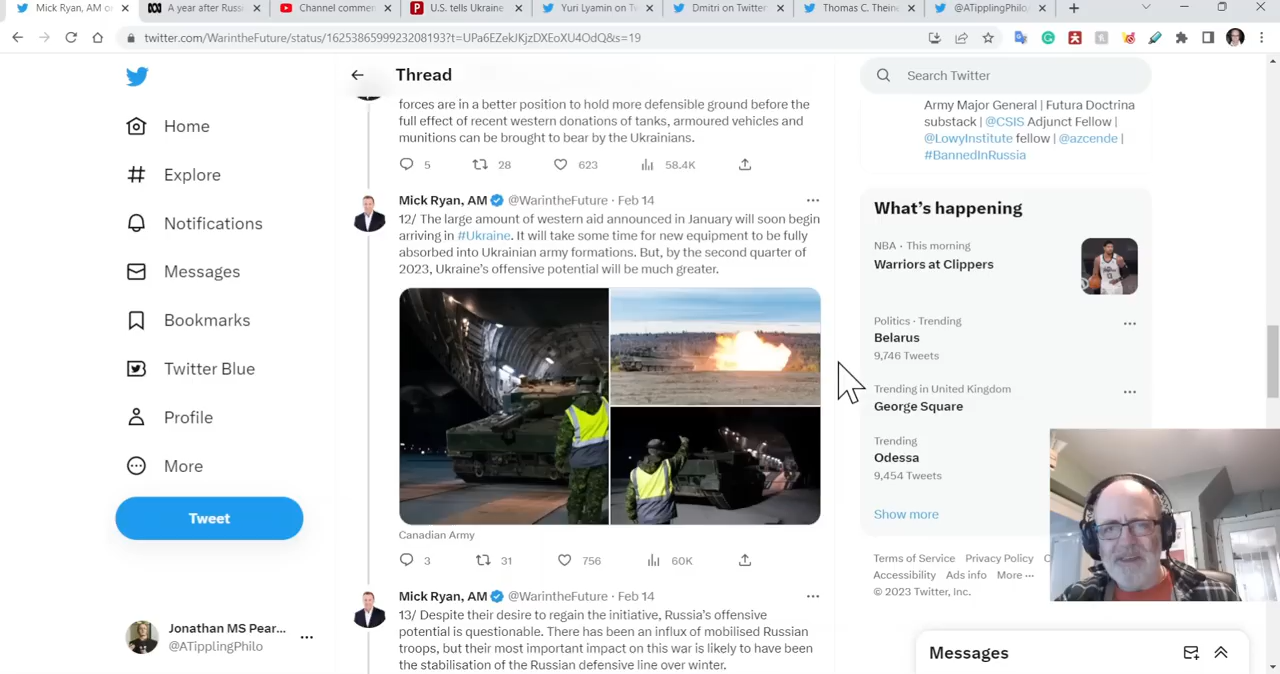 Mick Ryan, AM o
A year after Russ
Channel commen
U.S. tells Ukraine
Yuri Lyamin on Tw
Dmitri on Twitter
Thomas C. Theine
@ATipplingPhilo
twitter.com/WarintheFuture/status/1625386599923208193?t=UPa6EZekJKjzDXEoXU4OdQ&s=19
Home
Explore
Notifications
Messages
Bookmarks
Twitter Blue
Profile
More
Tweet
Jonathan MS Pear...
@ATipplingPhilo
Thread
forces are in a better position to hold more defensible ground before the
full effect of recent western donations of tanks, armoured vehicles and
munitions can be brought to bear by the Ukrainians.
5 28 623 58.4K
Mick Ryan, AM @WarintheFuture · Feb 14
12/ The large amount of western aid announced in January will soon begin
arriving in #Ukraine. It will take some time for new equipment to be fully
absorbed into Ukrainian army formations. But, by the second quarter of
2023, Ukraine's offensive potential will be much greater.
Canadian Army
3 31 756 60K
Mick Ryan, AM @WarintheFuture · Feb 14
13/ Despite their desire to regain the initiative, Russia's offensive
potential is questionable. There has been an influx of mobilised Russian
troops, but their most important impact on this war is likely to have been
the stabilisation of the Russian defensive line over winter.
Search Twitter
Army Major General | Futura Doctrina
substack | @CSIS Adjunct Fellow |
@LowyInstitute fellow | @azcende |
#BannedInRussia
What's happening
NBA · This morning
Warriors at Clippers
Politics · Trending
Belarus
9,746 Tweets
Trending in United Kingdom
George Square
Trending
Odessa
9,454 Tweets
Show more
Terms of Service Privacy Policy C
Accessibility Ads info More ...
© 2023 Twitter, Inc.
Messages